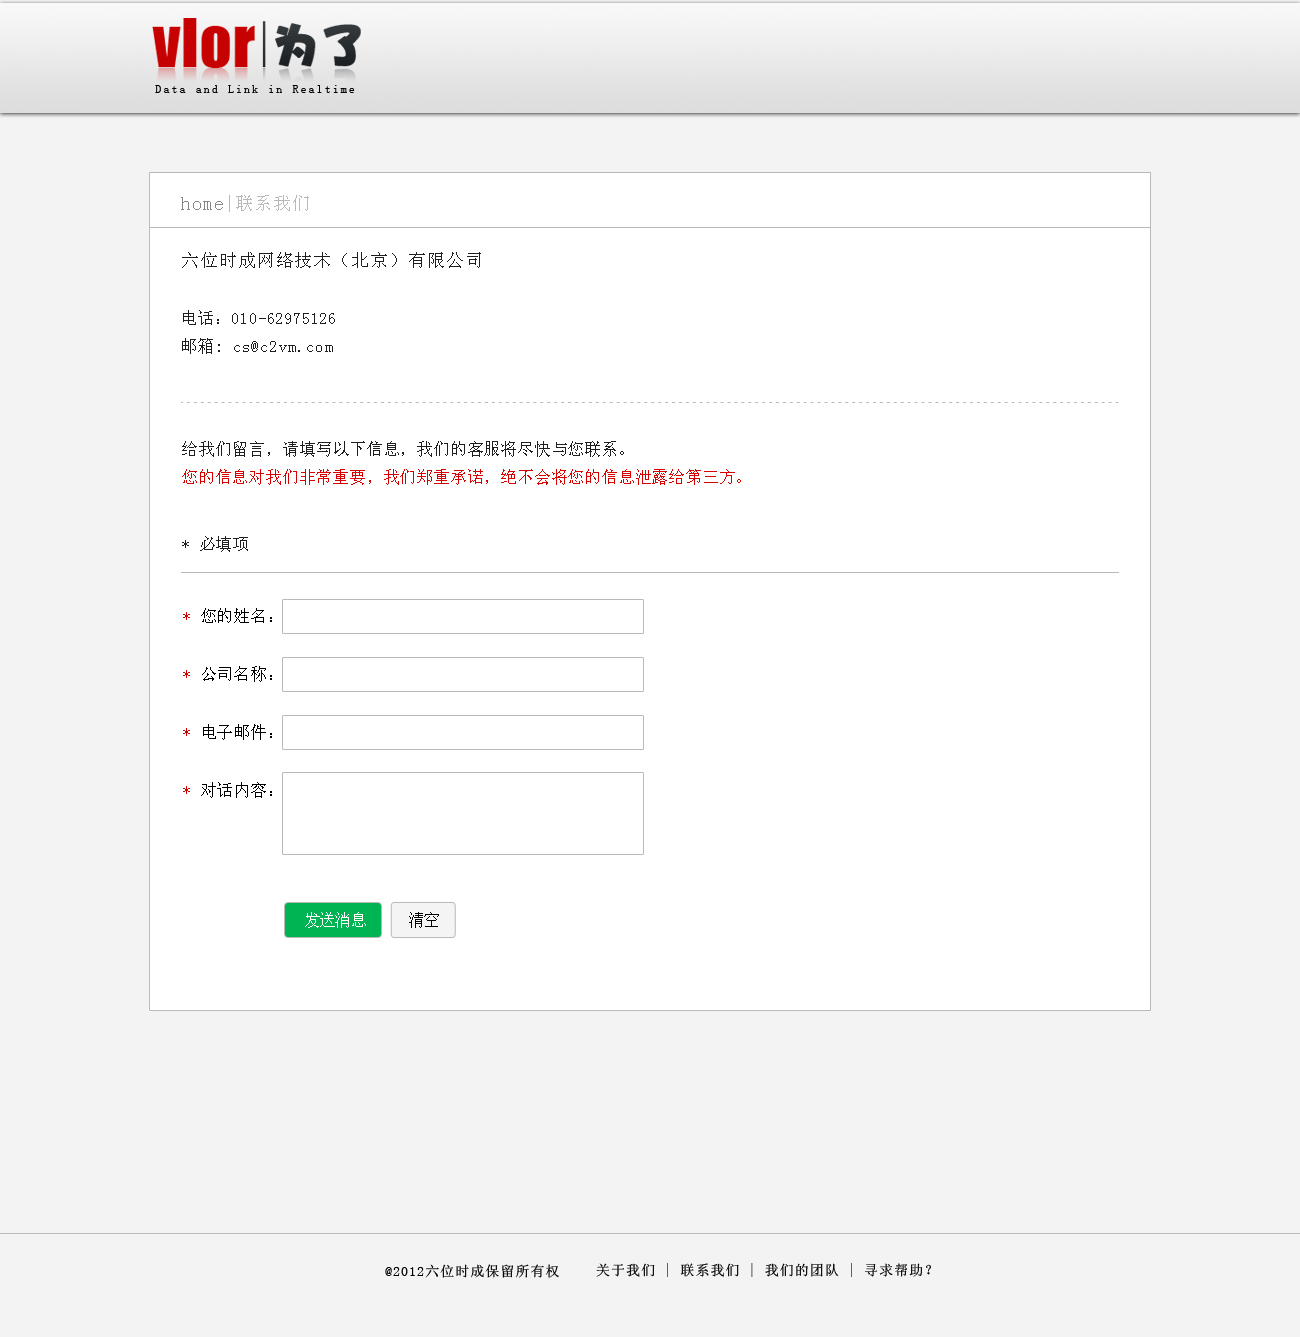 vlor|为了
Data and Link in Realtime
home|联系我们
六位时成网络技术（北京）有限公司
电话：010-62975126
邮箱: cs@c2vm.com
给我们留言，请填写以下信息，我们的客服将尽快与您联系。
您的信息对我们非常重要，我们郑重承诺，绝不会将您的信息泄露给第三方。
* 必填项
* 您的姓名：
* 公司名称：
* 电子邮件：
* 对话内容：
发送消息 清空
@2012六位时成保留所有权 关于我们 | 联系我们 | 我们的团队 | 寻求帮助？